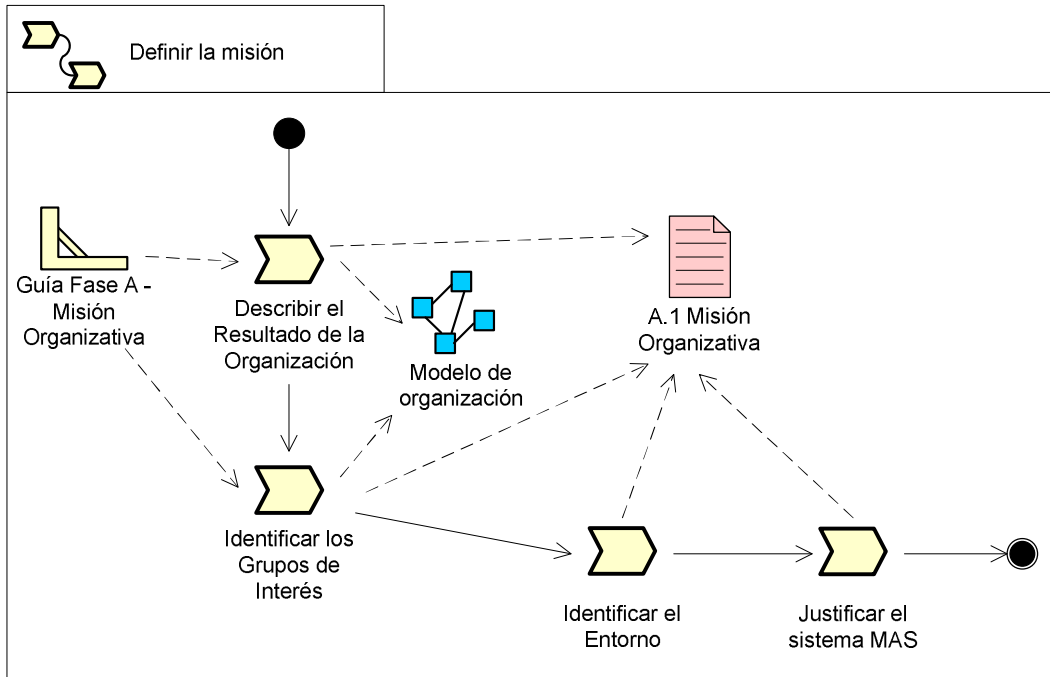 Definir la misión
Guía Fase A -
Misión
Organizativa
Describir el
Resultado de la
Organización
Modelo de
organización
A.1 Misión
Organizativa
Identificar los
Grupos de
Interés
Identificar el
Entorno
Justificar el
sistema MAS